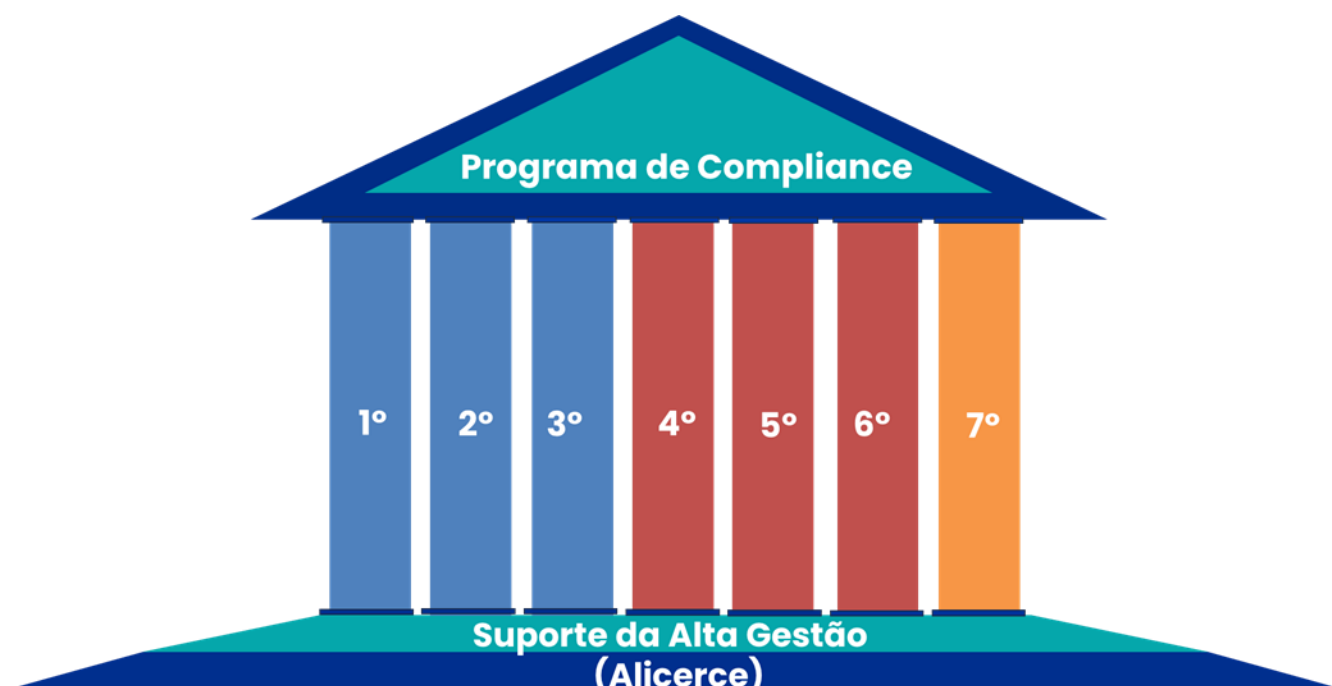 Programa de Compliance
1º 2º 3º 4º 5º 6º 7º
Suporte da Alta Gestão
(Alicerce)